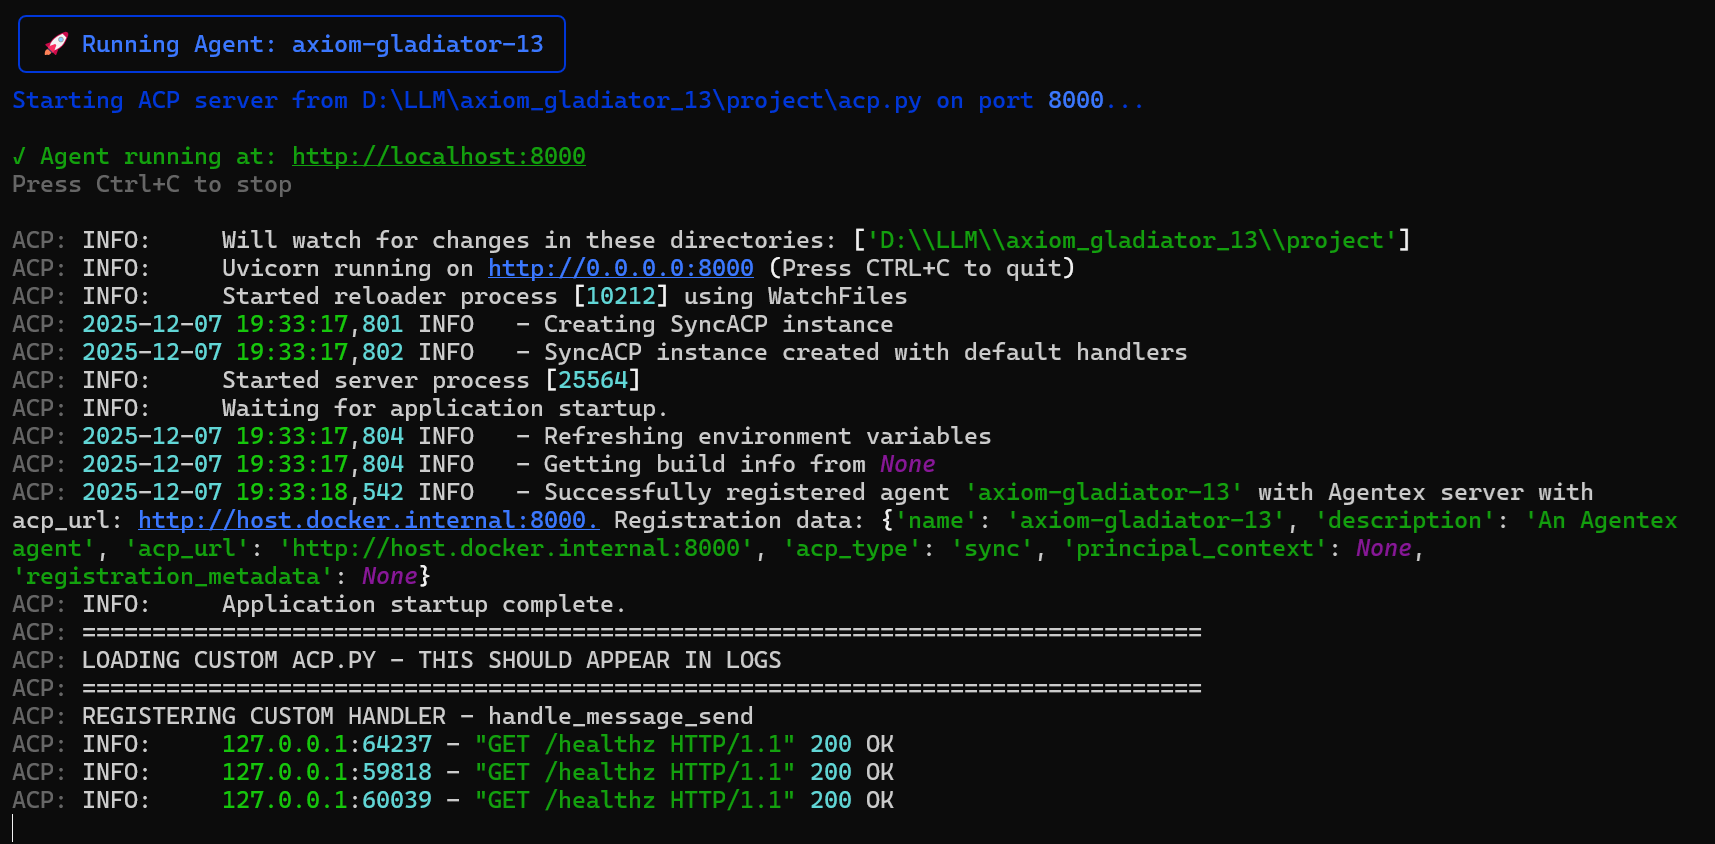 🚀 Running Agent: axiom-gladiator-13
Starting ACP server from D:\LLM\axiom_gladiator_13\project\acp.py on port 8000...
✓ Agent running at: http://localhost:8000
Press Ctrl+C to stop
ACP: INFO:     Will watch for changes in these directories: ['D:\\LLM\\axiom_gladiator_13\\project']
ACP: INFO:     Uvicorn running on http://0.0.0.0:8000 (Press CTRL+C to quit)
ACP: INFO:     Started reloader process [10212] using WatchFiles
ACP: 2025-12-07 19:33:17,801 INFO   - Creating SyncACP instance
ACP: 2025-12-07 19:33:17,802 INFO   - SyncACP instance created with default handlers
ACP: INFO:     Started server process [25564]
ACP: INFO:     Waiting for application startup.
ACP: 2025-12-07 19:33:17,804 INFO   - Refreshing environment variables
ACP: 2025-12-07 19:33:17,804 INFO   - Getting build info from None
ACP: 2025-12-07 19:33:18,542 INFO   - Successfully registered agent 'axiom-gladiator-13' with Agentex server with
acp_url: http://host.docker.internal:8000. Registration data: {'name': 'axiom-gladiator-13', 'description': 'An Agentex
agent', 'acp_url': 'http://host.docker.internal:8000', 'acp_type': 'sync', 'principal_context': None,
'registration_metadata': None}
ACP: INFO:     Application startup complete.
ACP: ================================================================================
ACP: LOADING CUSTOM ACP.PY - THIS SHOULD APPEAR IN LOGS
ACP: ================================================================================
ACP: REGISTERING CUSTOM HANDLER - handle_message_send
ACP: INFO:     127.0.0.1:64237 - "GET /healthz HTTP/1.1" 200 OK
ACP: INFO:     127.0.0.1:59818 - "GET /healthz HTTP/1.1" 200 OK
ACP: INFO:     127.0.0.1:60039 - "GET /healthz HTTP/1.1" 200 OK